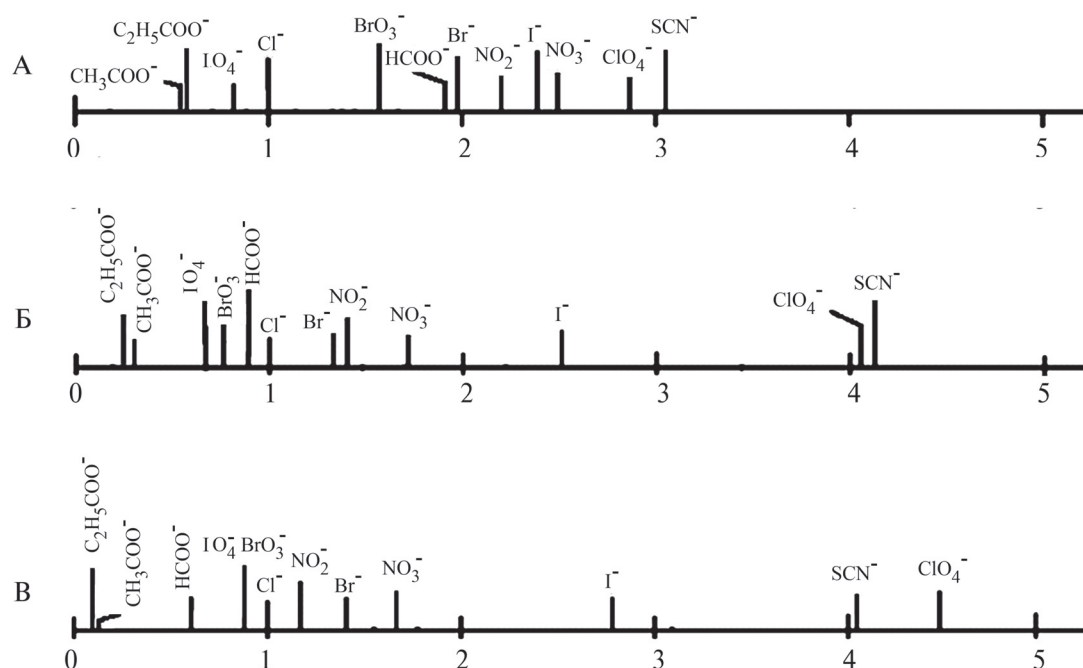 А
CH₃COO⁻ C₂H₅COO⁻ IO₄⁻ Cl⁻ BrO₃⁻ HCOO⁻ Br⁻ NO₂⁻ I⁻ NO₃⁻ ClO₄⁻ SCN⁻
0 1 2 3 4 5
Б
C₂H₅COO⁻ CH₃COO⁻ IO₄⁻ BrO₃⁻ HCOO⁻ Cl⁻ Br⁻ NO₂⁻ NO₃⁻ I⁻ ClO₄⁻ SCN⁻
0 1 2 3 4 5
В
C₂H₅COO⁻ CH₃COO⁻ HCOO⁻ IO₄⁻ BrO₃⁻ Cl⁻ NO₂⁻ Br⁻ NO₃⁻ I⁻ SCN⁻ ClO₄⁻
0 1 2 3 4 5